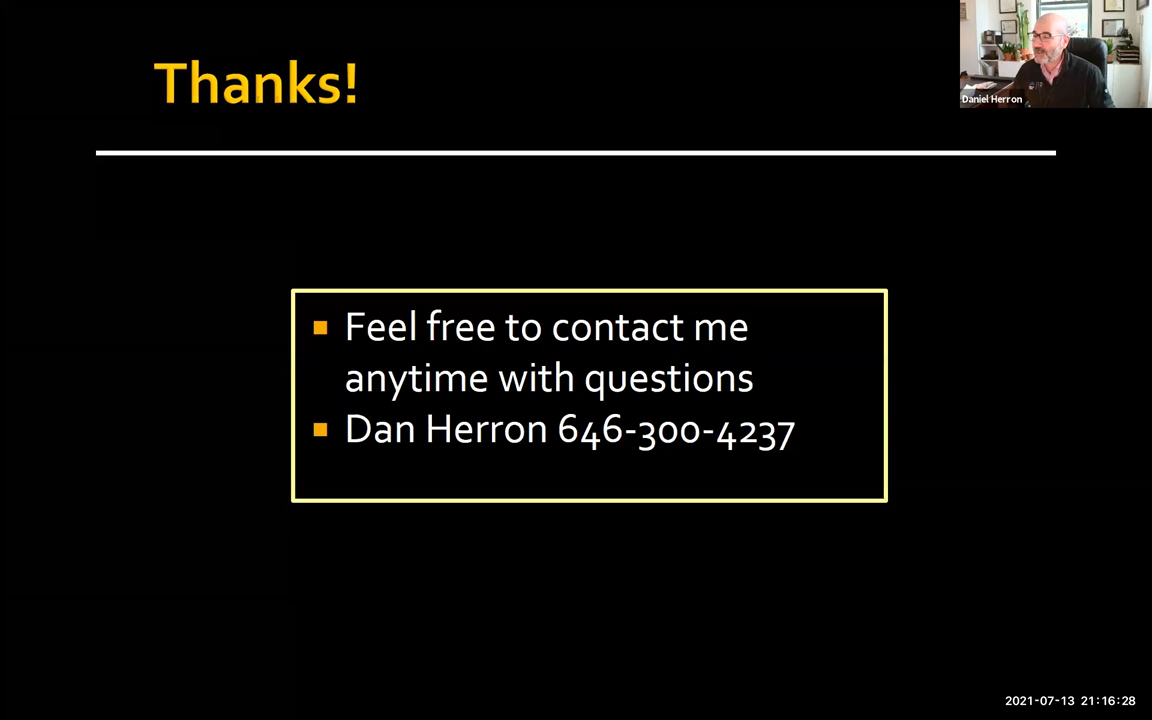 Thanks!
Daniel Herron
Feel free to contact me
anytime with questions
Dan Herron 646-300-4237
2021-07-13 21:16:28